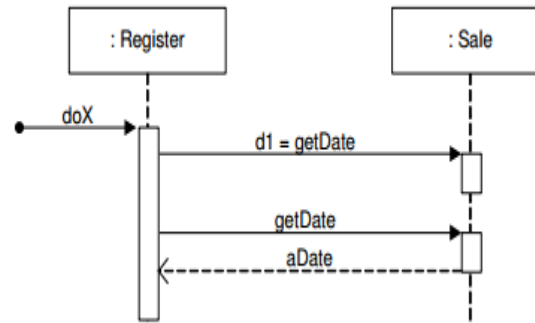 : Register
: Sale
doX
d1 = getDate
getDate
aDate